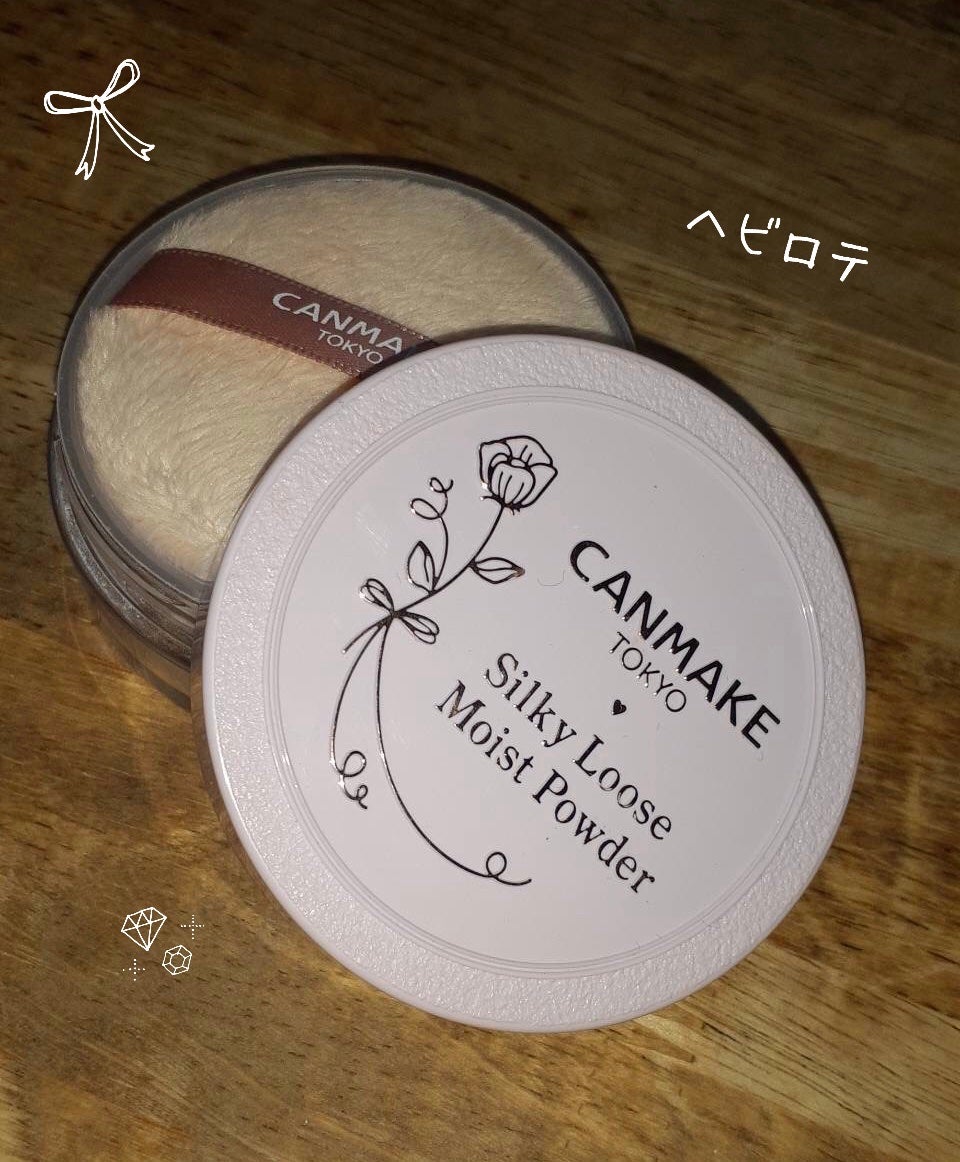 ヘビロテ
CANMA
TOKYO
CANMAKE
TOKYO
Silky Loose
Moist Powder